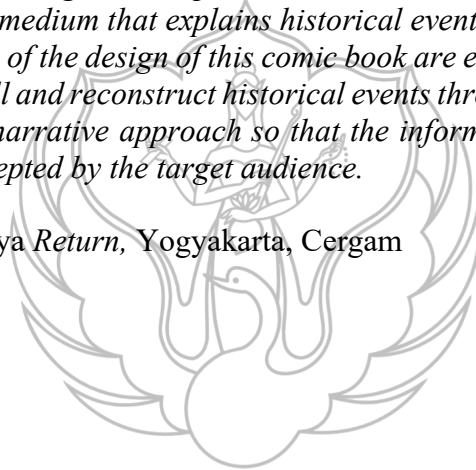 medium that explains historical event
of the design of this comic book are e
l and reconstruct historical events thr
narrative approach so that the inform
epted by the target audience.
ya Return, Yogyakarta, Cergam